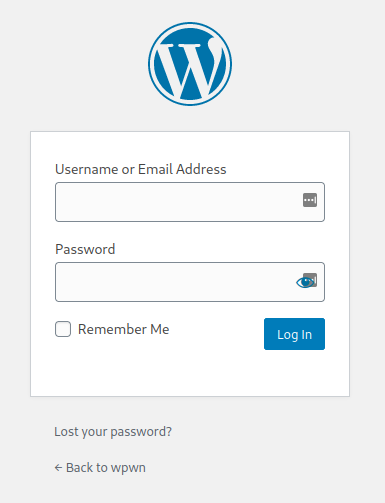 Username or Email Address
Password
Remember Me
Log In
Lost your password?
← Back to wpwn